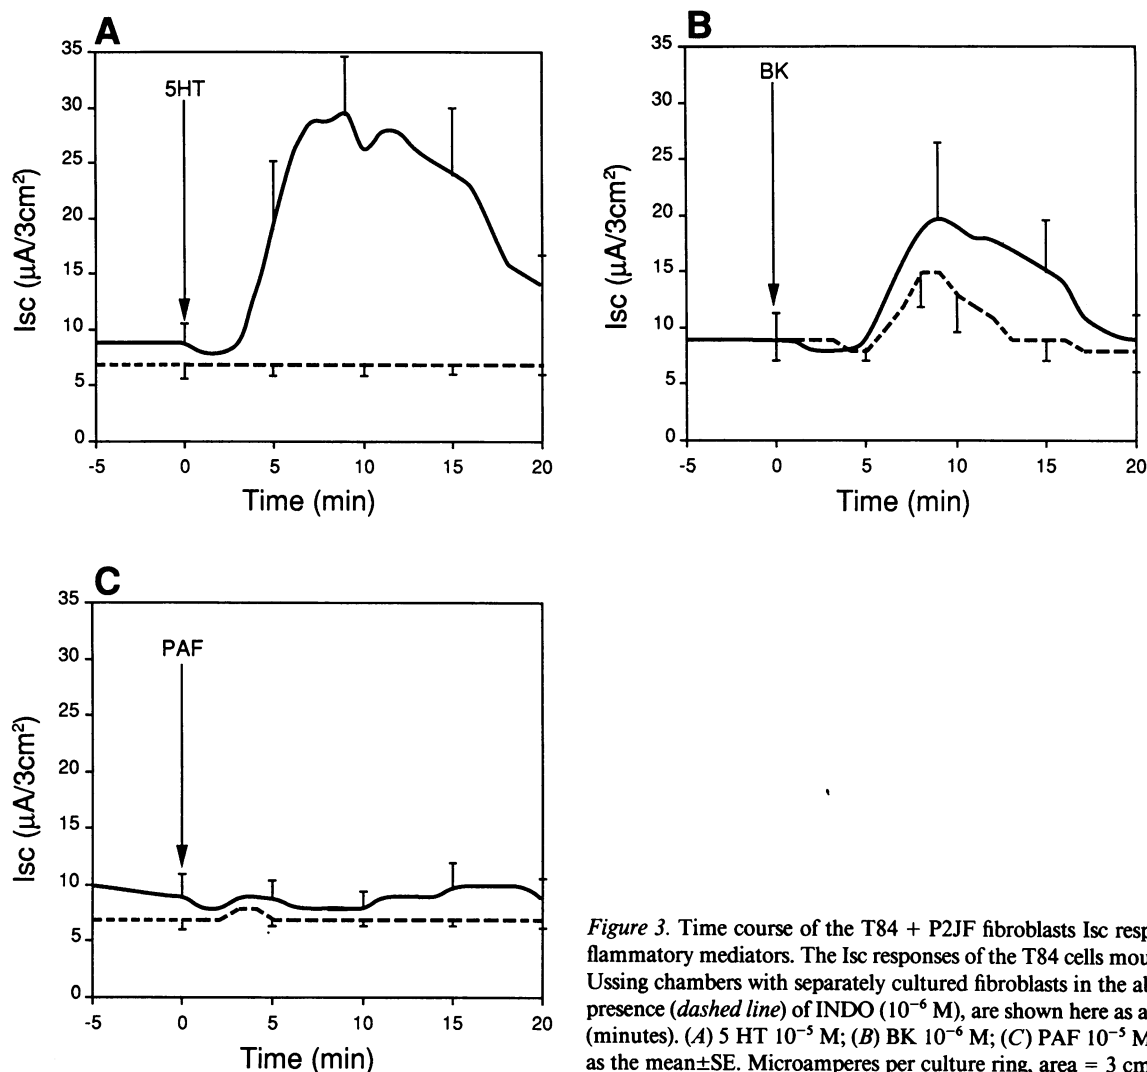 A
35
30
25
20
15
10
5
0
Isc (µA/3cm²)
5HT
-5 0 5 10 15 20
Time (min)
B
35
30
25
20
15
10
5
0
Isc (µA/3cm²)
BK
-5 0 5 10 15 20
Time (min)
C
35
30
25
20
15
10
5
0
Isc (µA/3cm²)
PAF
-5 0 5 10 15 20
Time (min)
Figure 3. Time course of the T84 + P2JF fibroblasts Isc resp
flammatory mediators. The Isc responses of the T84 cells mou
Ussing chambers with separately cultured fibroblasts in the ab
presence (dashed line) of INDO (10⁻⁶ M), are shown here as a
(minutes). (A) 5 HT 10⁻⁵ M; (B) BK 10⁻⁶ M; (C) PAF 10⁻⁵ M
as the mean±SE. Microamperes per culture ring, area = 3 cm